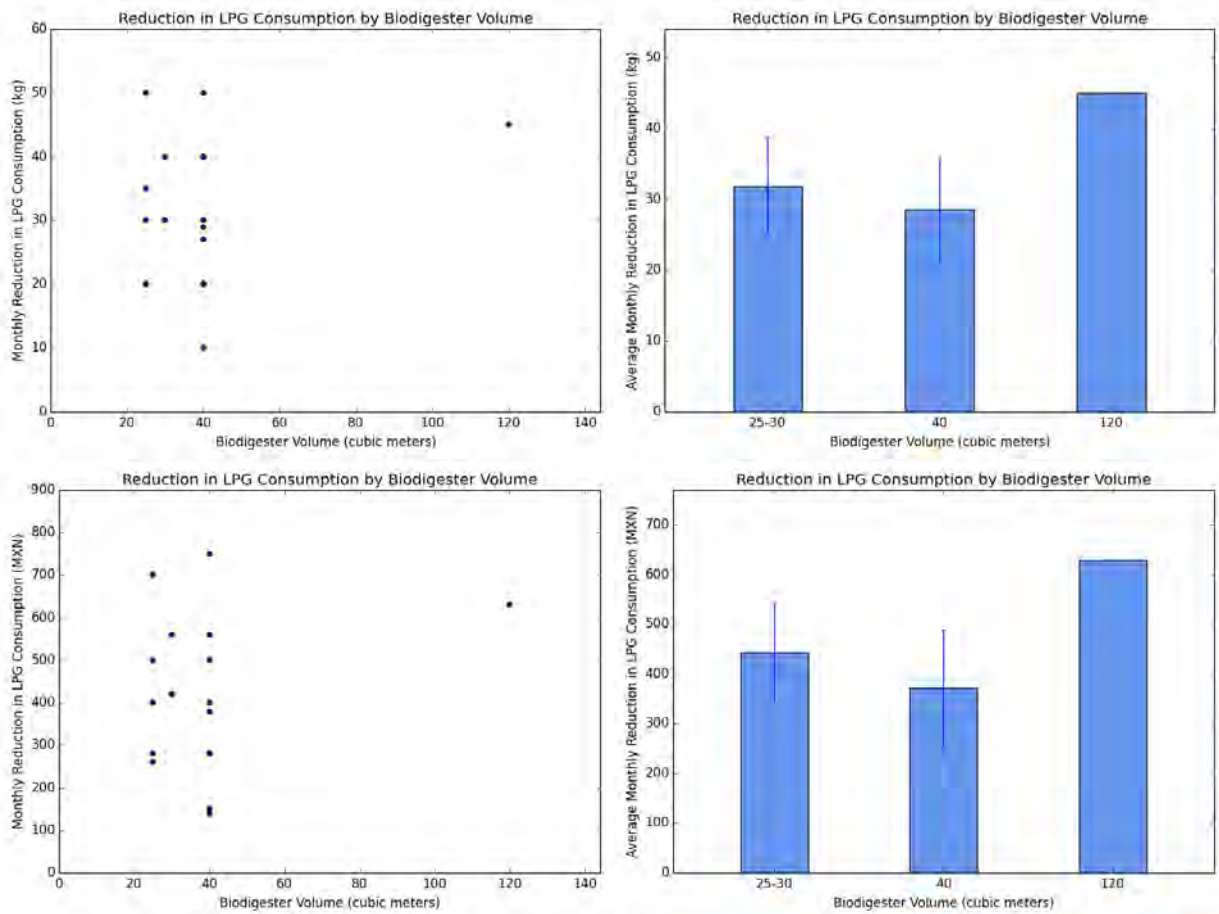 Reduction in LPG Consumption by Biodigester Volume
Monthly Reduction in LPG Consumption (kg)
60
50
40
30
20
10
0
0 20 40 60 80 100 120 140
Biodigester Volume (cubic meters)
Reduction in LPG Consumption by Biodigester Volume
Average Monthly Reduction in LPG Consumption (kg)
50
40
30
20
10
0
25-30 40 120
Biodigester Volume (cubic meters)
Reduction in LPG Consumption by Biodigester Volume
Monthly Reduction in LPG Consumption (MXN)
900
800
700
600
500
400
300
200
100
0
0 20 40 60 80 100 120 140
Biodigester Volume (cubic meters)
Reduction in LPG Consumption by Biodigester Volume
Average Monthly Reduction in LPG Consumption (MXN)
700
600
500
400
300
200
100
0
25-30 40 120
Biodigester Volume (cubic meters)